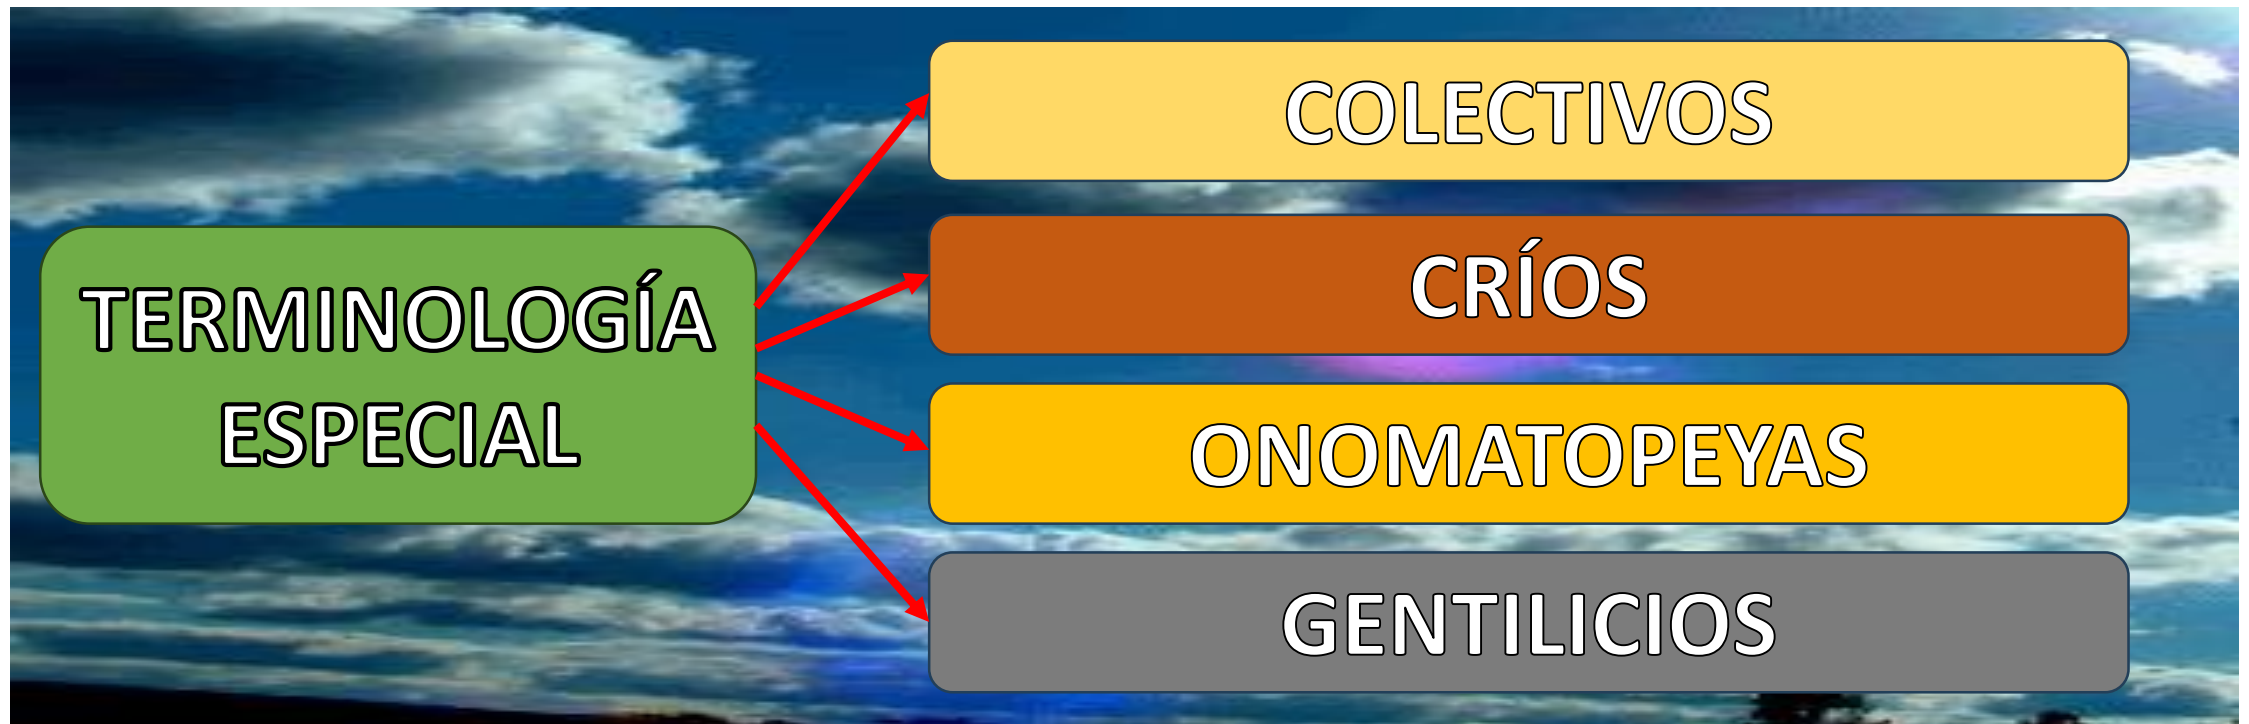 TERMINOLOGÍA
ESPECIAL
COLECTIVOS
CRÍOS
ONOMATOPEYAS
GENTILICIOS